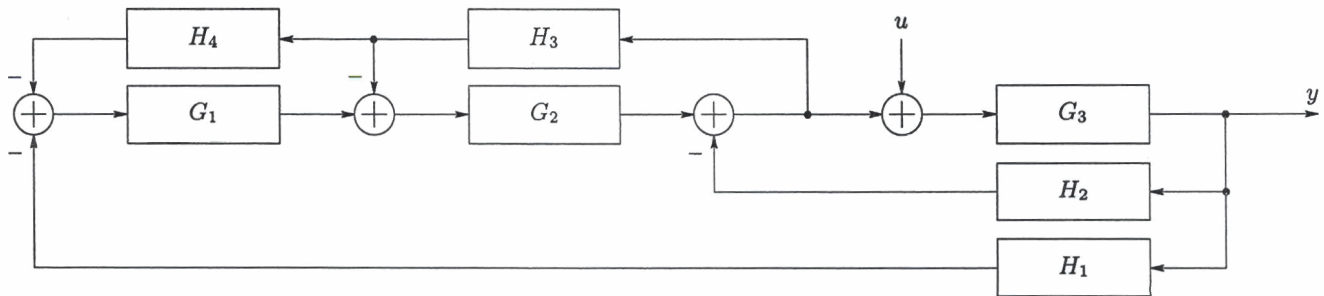 H₄
H₃
u
−
−
+
G₁
+
G₂
+
+
G₃
y
−
−
H₂
H₁